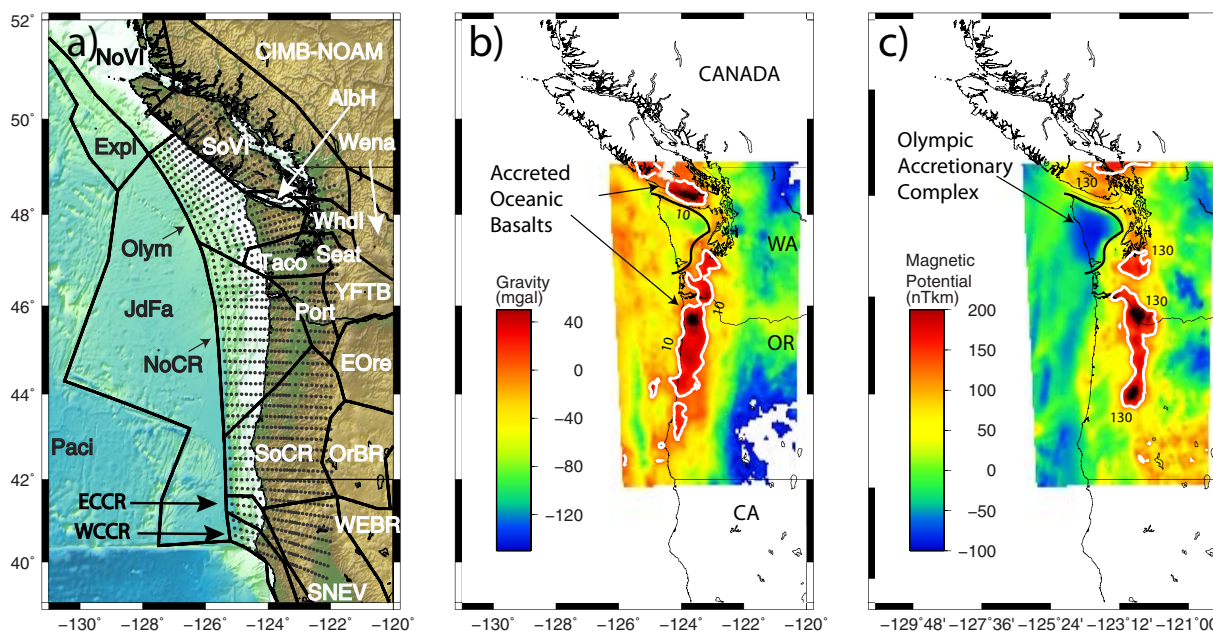 a)
NoVI
CIMB-NOAM
AlbH
Wena
Expl
SoVI
Olym
Whdl
Taco
Seat
YFTB
JdFa
Port
NoCR
EOre
Paci
SoCR
OrBR
ECCR
WCCR
WEBR
SNEV
52°
50°
48°
46°
44°
42°
40°
−130°
−128°
−126°
−124°
−122°
−120°
b)
CANADA
Accreted
Oceanic
Basalts
10
WA
10
10
OR
CA
Gravity
(mgal)
40
0
−40
−80
−120
−130°
−128°
−126°
−124°
−122°
−120°
c)
Olympic
Accretionary
Complex
130
130
130
130
Magnetic
Potential
(nTkm)
200
150
100
50
0
−50
−100
−129° 48'
−127° 36'
−125° 24'
−123° 12'
−121° 00'